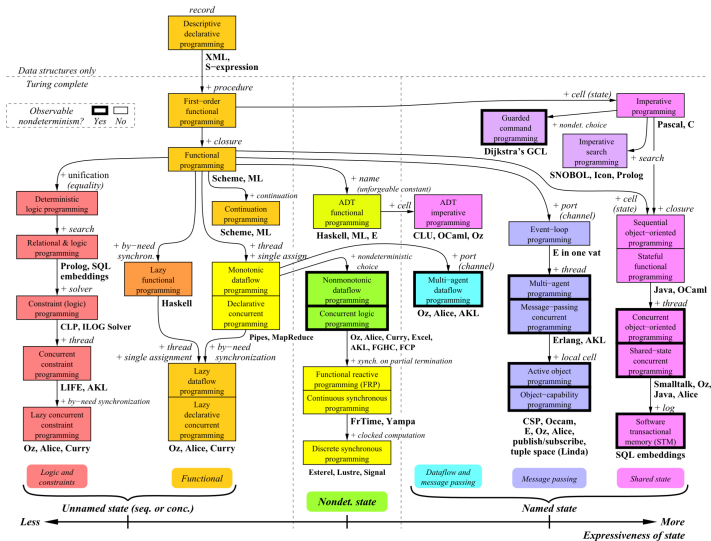 record
Descriptive
declarative
programming
XML,
S−expression
Data structures only
Turing complete
+ procedure
+ cell (state)
Observable
nondeterminism?
Yes
No
First−order
functional
programming
Imperative
programming
Pascal, C
Guarded
command
programming
+ nondet. choice
Dijkstra's GCL
Imperative
search
programming
+ search
SNOBOL, Icon, Prolog
+ closure
Functional
programming
Scheme, ML
+ unification
(equality)
+ continuation
Continuation
programming
Scheme, ML
+ name
(unforgeable constant)
ADT
functional
programming
Haskell, ML, E
+ cell
ADT
imperative
programming
CLU, OCaml, Oz
+ port
(channel)
Event−loop
programming
E in one vat
+ cell
(state)
+ closure
Sequential
object−oriented
programming
Stateful
functional
programming
Java, OCaml
Deterministic
logic programming
+ search
Relational & logic
programming
Prolog, SQL
embeddings
+ solver
Constraint (logic)
programming
CLP, ILOG Solver
+ thread
Concurrent
constraint
programming
LIFE, AKL
+ by−need synchronization
Lazy concurrent
constraint
programming
Oz, Alice, Curry
+ by−need
synchron.
Lazy
functional
programming
Haskell
+ thread
+ single assignment
+ thread
+ single assign.
Monotonic
dataflow
programming
Declarative
concurrent
programming
Pipes, MapReduce
+ by−need
synchronization
Lazy
dataflow
programming
Lazy
declarative
concurrent
programming
Oz, Alice, Curry
+ nondeterministic
choice
Nonmonotonic
dataflow
programming
Concurrent logic
programming
Oz, Alice, Curry, Excel,
AKL, FGHC, FCP
+ synch. on partial termination
Functional reactive
programming (FRP)
Continuous synchronous
programming
FrTime, Yampa
+ clocked computation
Discrete synchronous
programming
Esterel, Lustre, Signal
+ port
(channel)
Multi−agent
dataflow
programming
Oz, Alice, AKL
+ thread
Multi−agent
programming
Message−passing
concurrent
programming
Erlang, AKL
+ local cell
Active object
programming
Object−capability
programming
CSP, Occam,
E, Oz, Alice,
publish/subscribe,
tuple space (Linda)
+ thread
Concurrent
object−oriented
programming
Shared−state
concurrent
programming
Smalltalk, Oz,
Java, Alice
+ log
Software
transactional
memory (STM)
SQL embeddings
Logic and
constraints
Functional
Dataflow and
message passing
Message passing
Shared state
Unnamed state (seq. or conc.)
Nondet. state
Named state
Less
More
Expressiveness of state